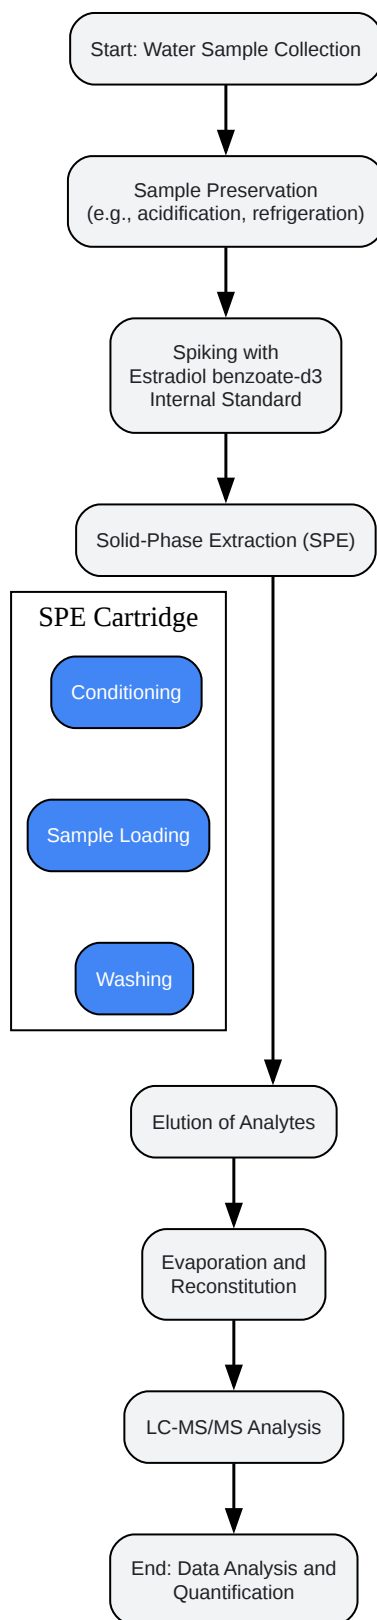 Start: Water Sample Collection
Sample Preservation
(e.g., acidification, refrigeration)
Spiking with
Estradiol benzoate-d3
Internal Standard
Solid-Phase Extraction (SPE)
SPE Cartridge
Conditioning
Sample Loading
Washing
Elution of Analytes
Evaporation and
Reconstitution
LC-MS/MS Analysis
End: Data Analysis and
Quantification